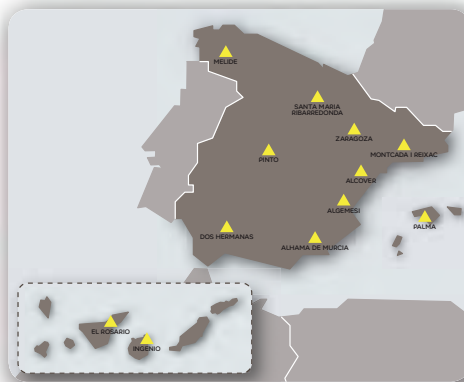 MELIDE
SANTA MARIA
RIBARREDONDA
ZARAGOZA
MONTCADA I REIXAC
PINTO
ALCOVER
ALGEMESI
PALMA
DOS HERMANAS
ALHAMA DE MURCIA
EL ROSARIO
INGENIO